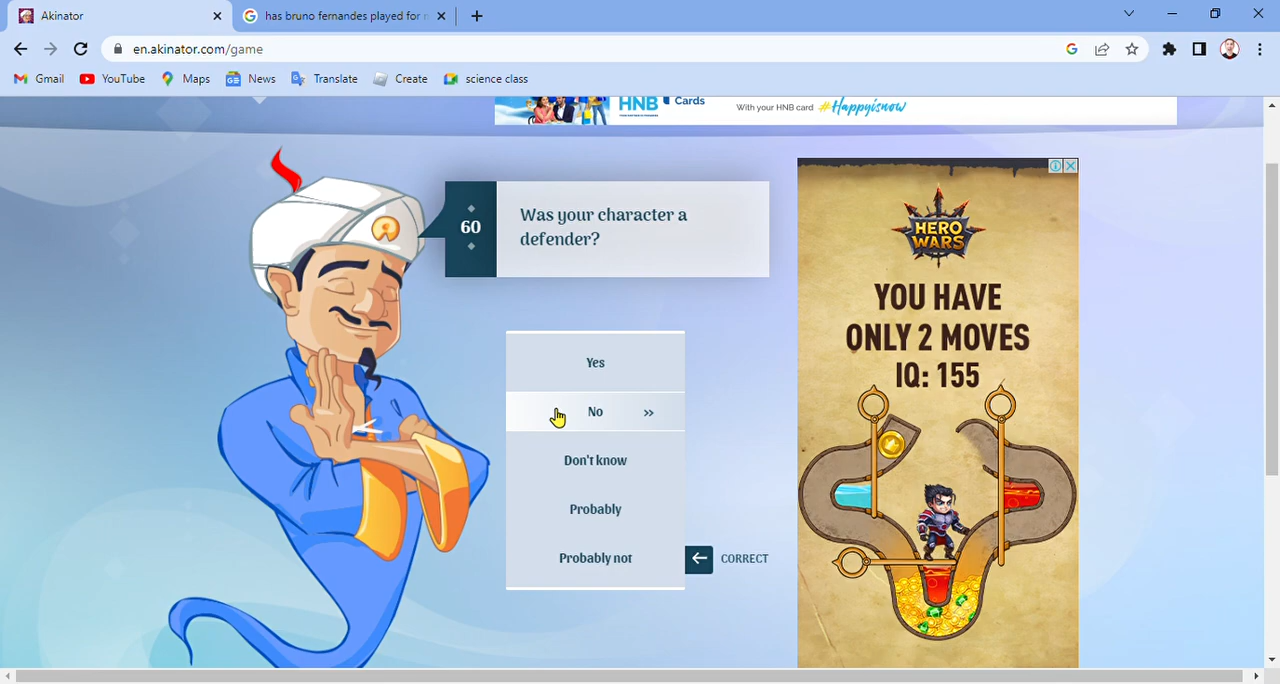 Akinator
has bruno fernandes played for m
en.akinator.com/game
Gmail
YouTube
Maps
News
Translate
Create
science class
HNB
Cards
With your HNB card
#Happyisnow
60
Was your character a
defender?
Yes
No
Don't know
Probably
Probably not
CORRECT
HERO
WARS
YOU HAVE
ONLY 2 MOVES
IQ: 155